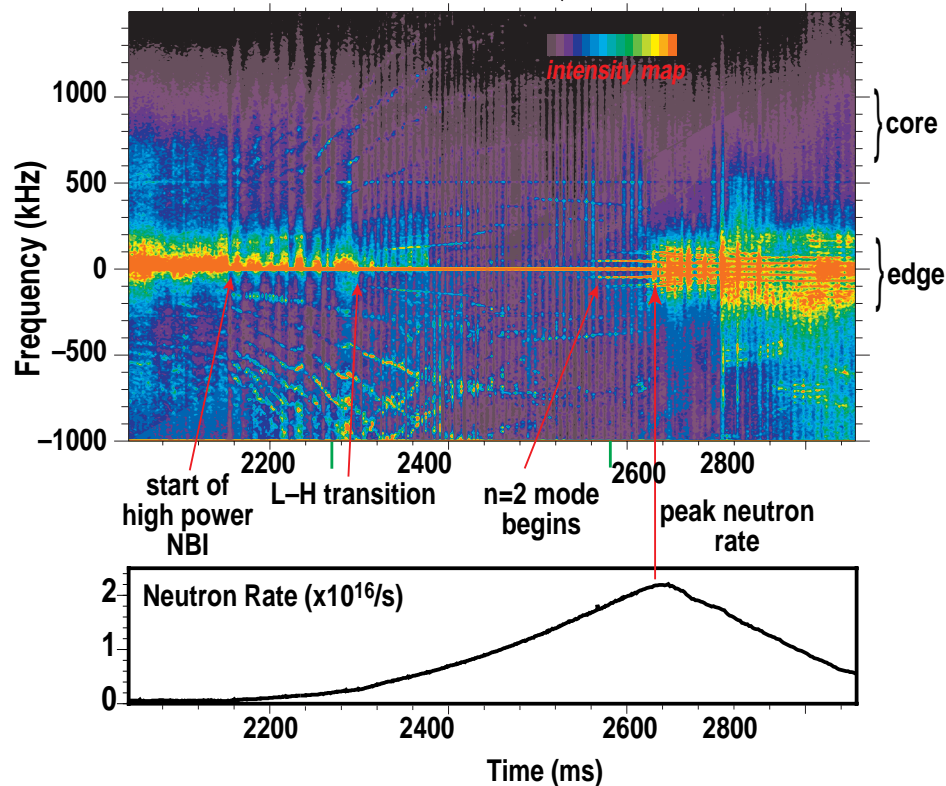 intensity map
1000
500
0
−500
−1000
Frequency (kHz)
core
edge
2200
2400
2600
2800
start of
high power
NBI
L–H transition
n=2 mode
begins
peak neutron
rate
Neutron Rate (x10¹⁶/s)
2
1
0
2200
2400
2600
2800
Time (ms)